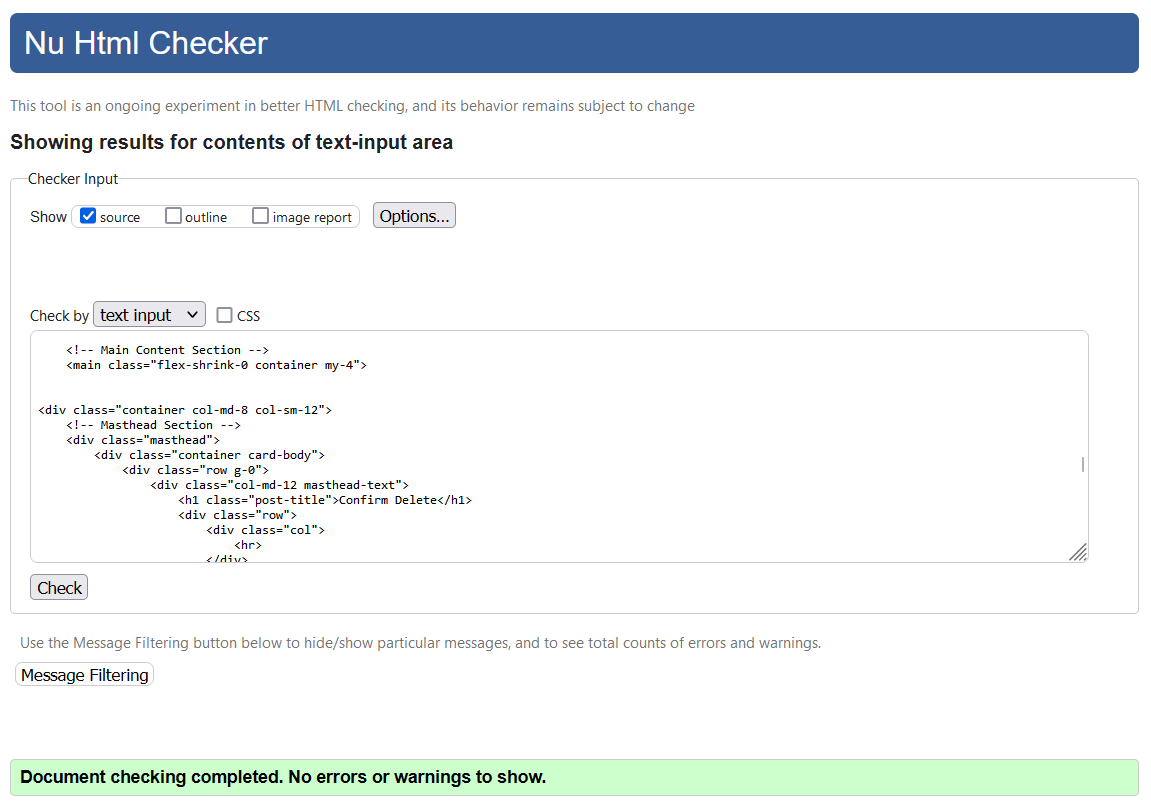 Nu Html Checker
This tool is an ongoing experiment in better HTML checking, and its behavior remains subject to change
Showing results for contents of text-input area
Checker Input
Show source outline image report Options...
Check by text input CSS
<!-- Main Content Section -->
<main class="flex-shrink-0 container my-4">
<div class="container col-md-8 col-sm-12">
<!-- Masthead Section -->
<div class="masthead">
<div class="container card-body">
<div class="row g-0">
<div class="col-md-12 masthead-text">
<h1 class="post-title">Confirm Delete</h1>
<div class="row">
<div class="col">
<hr>
</div>
Check
Use the Message Filtering button below to hide/show particular messages, and to see total counts of errors and warnings.
Message Filtering
Document checking completed. No errors or warnings to show.